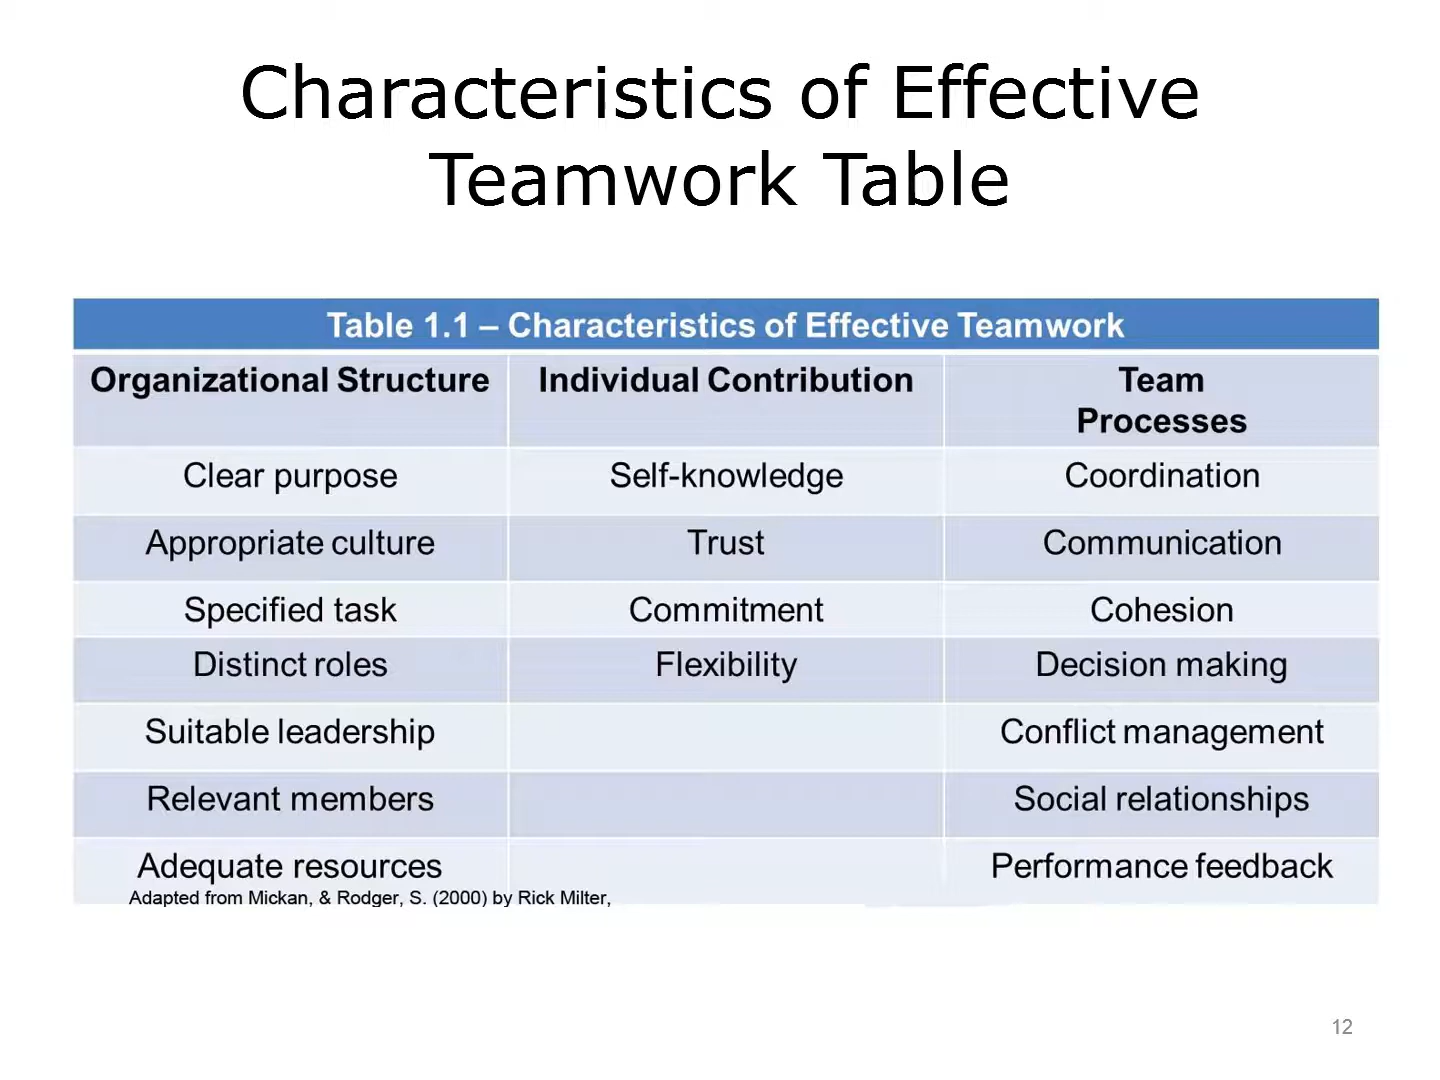 Characteristics of Effective
Teamwork Table
Table 1.1 – Characteristics of Effective Teamwork
Organizational Structure Individual Contribution Team
Processes
Clear purpose Self-knowledge Coordination
Appropriate culture Trust Communication
Specified task Commitment Cohesion
Distinct roles Flexibility Decision making
Suitable leadership Conflict management
Relevant members Social relationships
Adequate resources Performance feedback
Adapted from Mickan, & Rodger, S. (2000) by Rick Milter,
12